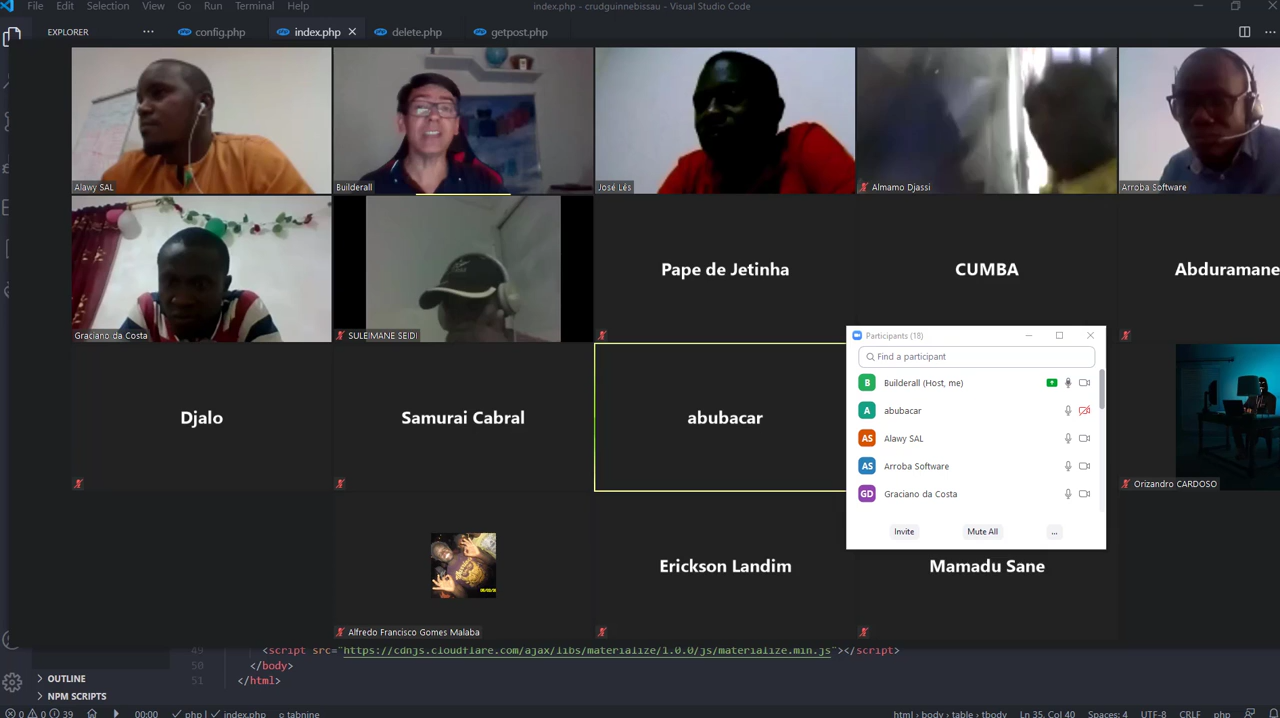 File Edit Selection View Go Run Terminal Help
index.php - crudguinnebissau - Visual Studio Code
EXPLORER ...
config.php
index.php
delete.php
getpost.php
Alawy SAL
Builderall
José Lés
Almamo Djassi
Arroba Software
Graciano da Costa
SULEIMANE SEIDI
Pape de Jetinha
CUMBA
Abduramane
Participants (18)
Find a participant
B Builderall (Host, me)
A abubacar
AS Alawy SAL
AS Arroba Software
GD Graciano da Costa
Invite
Mute All
...
Djalo
Samurai Cabral
abubacar
Orizandro CARDOSO
Alfredo Francisco Gomes Malaba
Erickson Landim
Mamadu Sane
49 <script src="https://cdnjs.cloudflare.com/ajax/libs/materialize/1.0.0/js/materialize.min.js"></script>
50 </body>
51 </html>
OUTLINE
NPM SCRIPTS
0 0 39 00:00 php | index.php tabnine
html > body > table > tbody Ln 35, Col 40 Spaces: 4 UTF-8 CRLF php